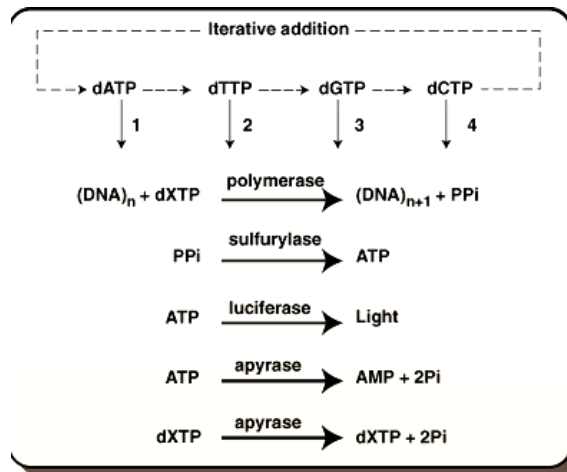 Iterative addition
dATP dTTP dGTP dCTP
1 2 3 4
polymerase
(DNA)n + dXTP (DNA)n+1 + PPi
sulfurylase
PPi ATP
luciferase
ATP Light
apyrase
ATP AMP + 2Pi
apyrase
dXTP dXTP + 2Pi